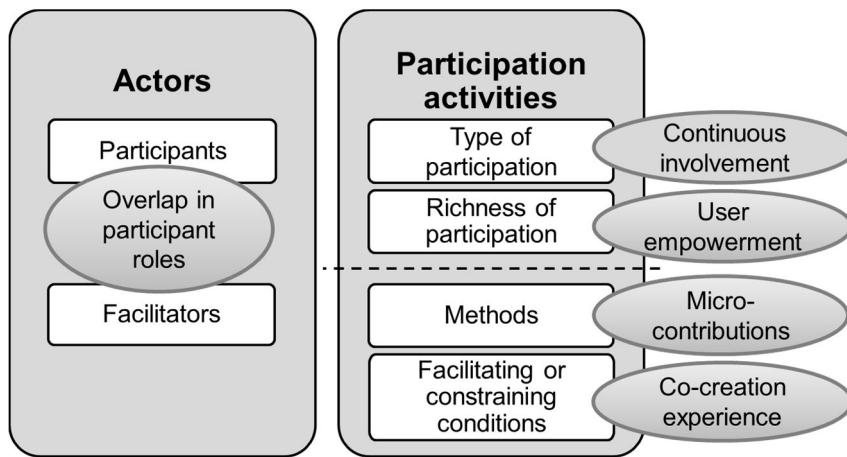 Actors
Participants
Overlap in
participant
roles
Facilitators
Participation
activities
Type of
participation
Continuous
involvement
Richness of
participation
User
empowerment
Methods
Micro-
contributions
Facilitating or
constraining
conditions
Co-creation
experience